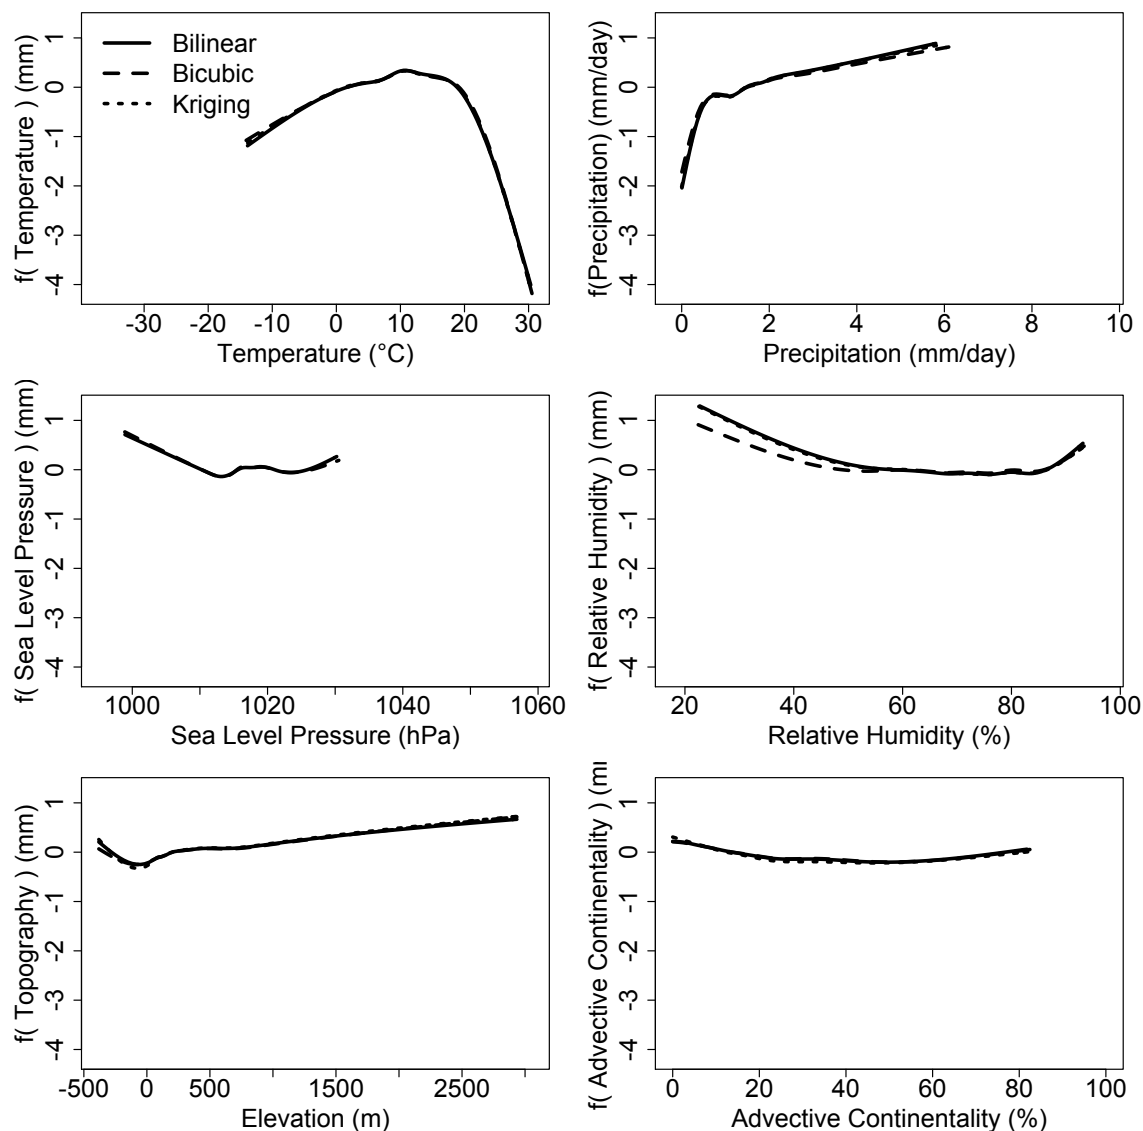 f( Temperature ) (mm)
1
0
-1
-2
-3
-4
Bilinear
Bicubic
Kriging
-30 -20 -10 0 10 20 30
Temperature (°C)
f(Precipitation) (mm/day)
1
0
-1
-2
-3
-4
0 2 4 6 8 10
Precipitation (mm/day)
f( Sea Level Pressure ) (mm)
1
0
-1
-2
-3
-4
1000 1020 1040 1060
Sea Level Pressure (hPa)
f( Relative Humidity ) (mm)
1
0
-1
-2
-3
-4
20 40 60 80 100
Relative Humidity (%)
f( Topography ) (mm)
1
0
-1
-2
-3
-4
-500 0 1500 2500
Elevation (m)
f( Advective Continentality ) (m
1
0
-1
-2
-3
-4
0 20 40 60 80 100
Advective Continentality (%)